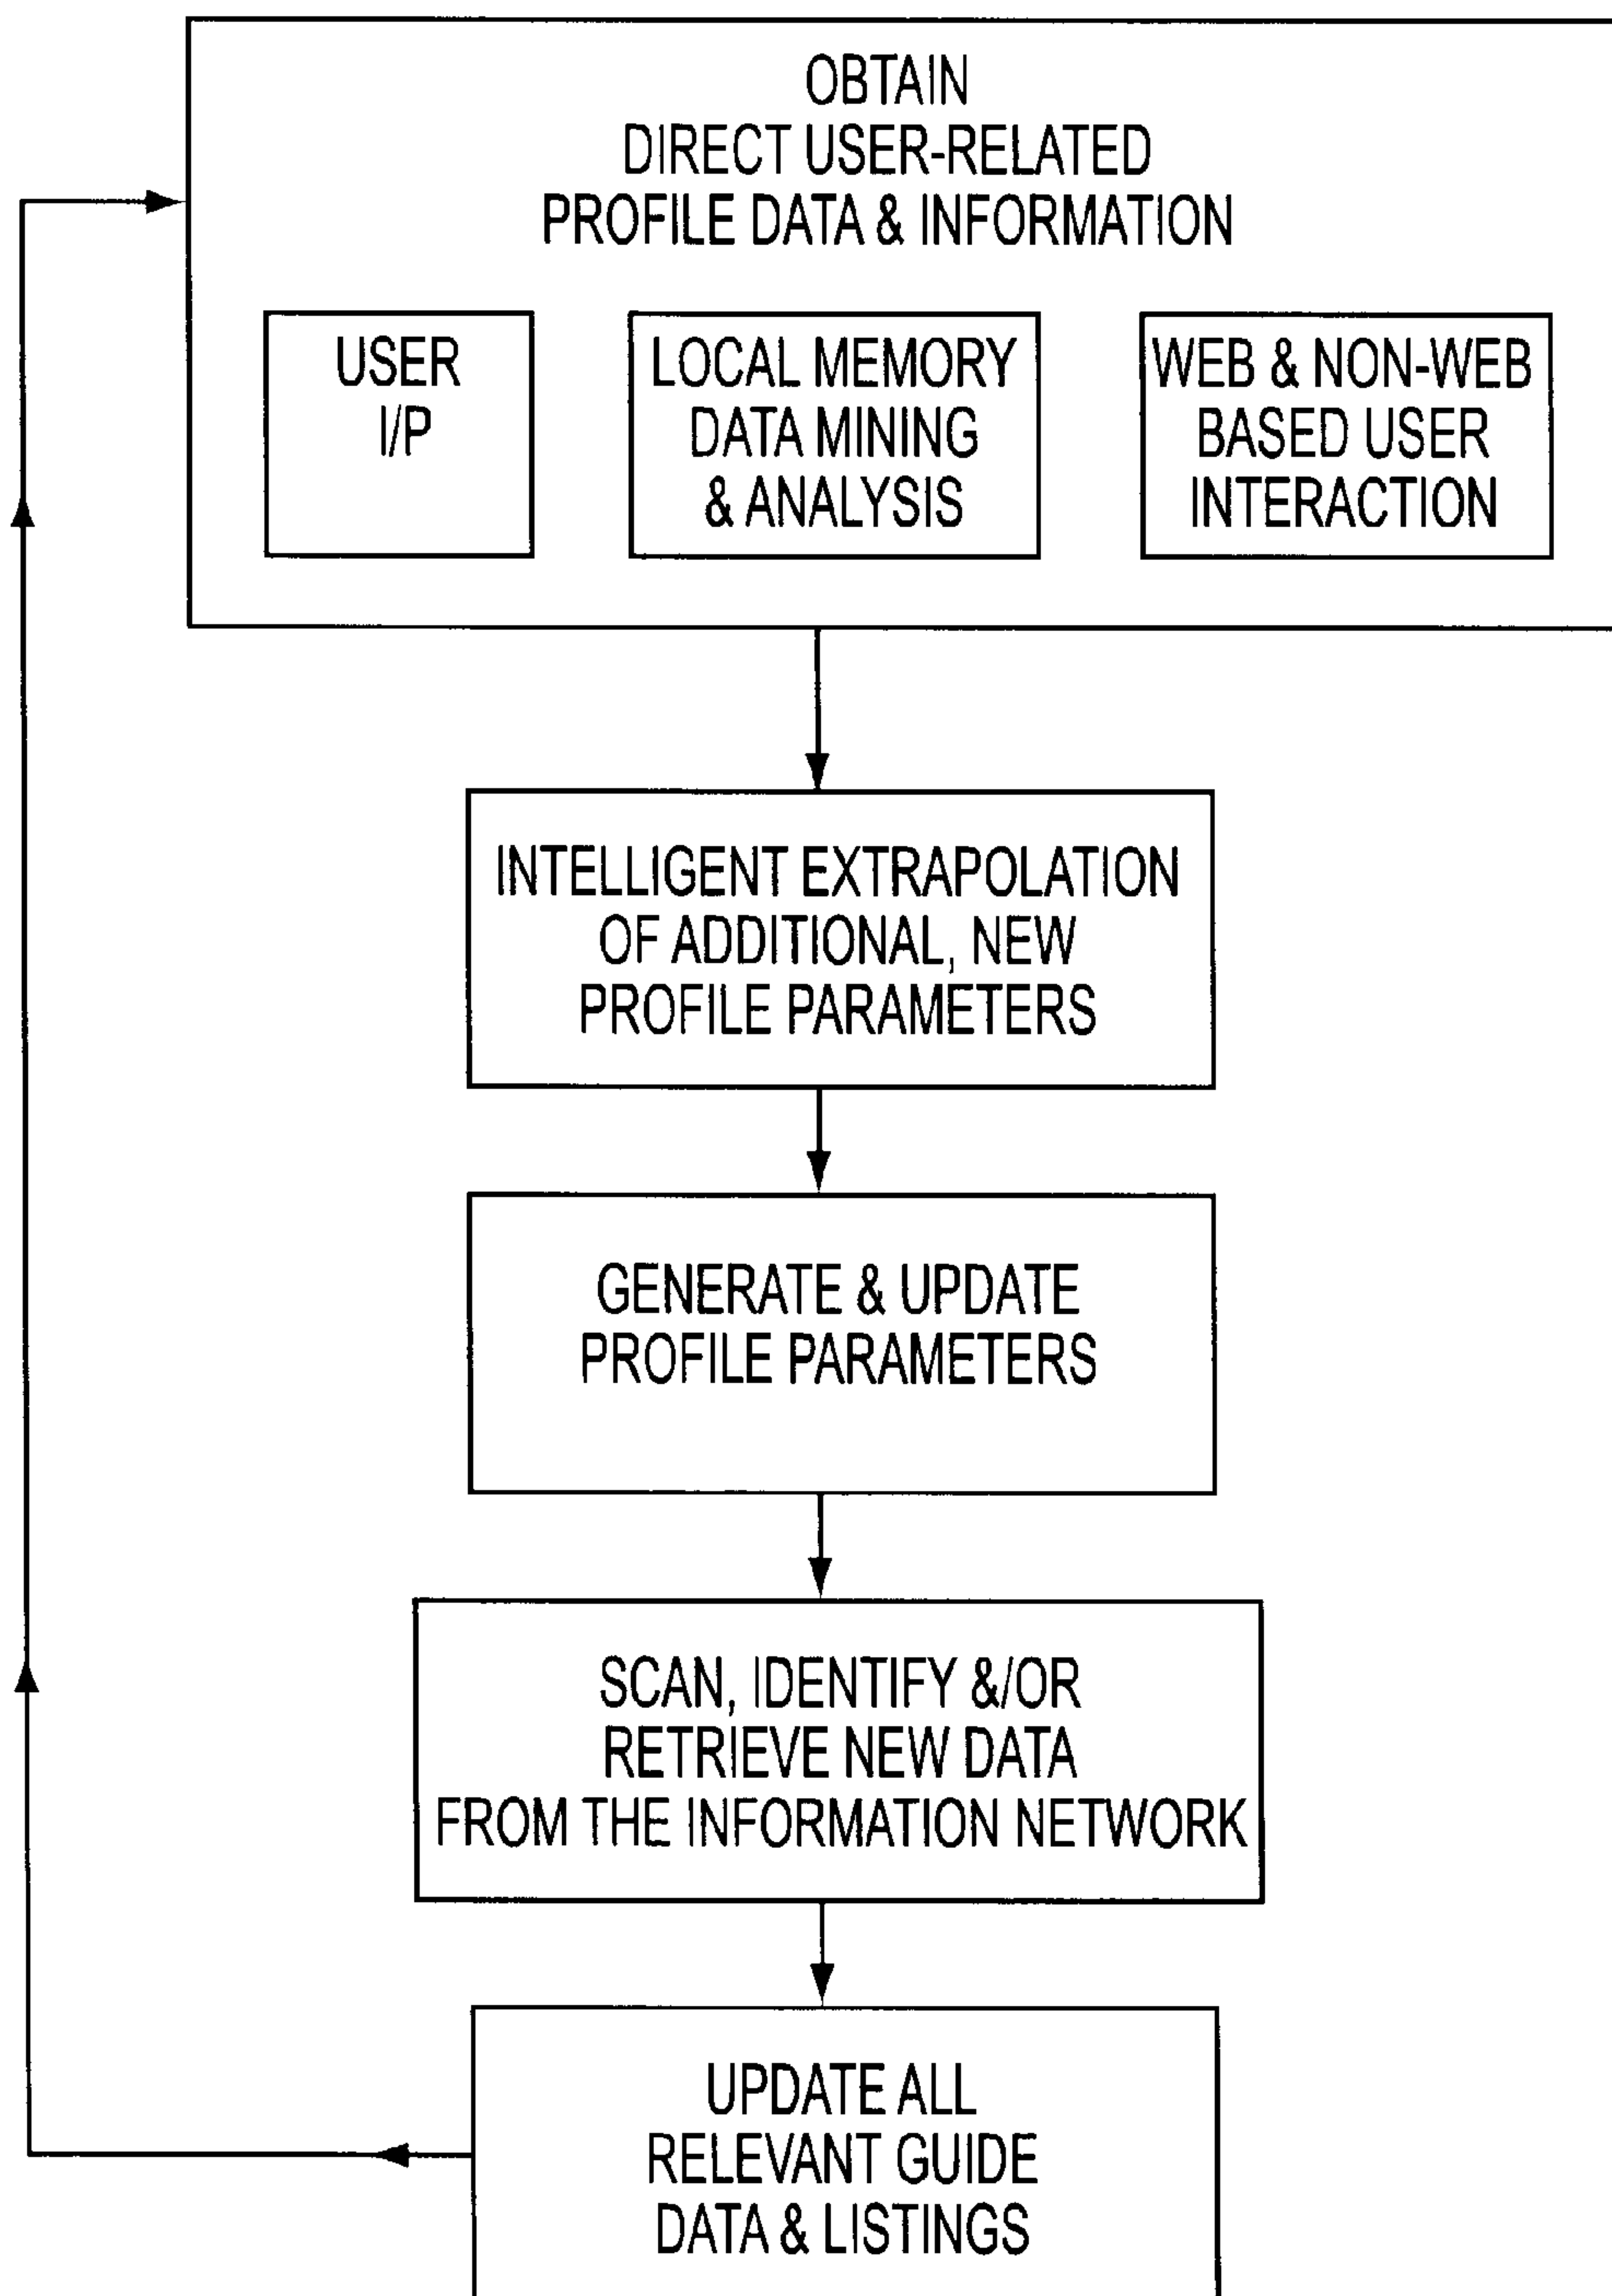 OBTAIN
DIRECT USER-RELATED
PROFILE DATA & INFORMATION
USER
I/P
LOCAL MEMORY
DATA MINING
& ANALYSIS
WEB & NON-WEB
BASED USER
INTERACTION
INTELLIGENT EXTRAPOLATION
OF ADDITIONAL, NEW
PROFILE PARAMETERS
GENERATE & UPDATE
PROFILE PARAMETERS
SCAN, IDENTIFY &/OR
RETRIEVE NEW DATA
FROM THE INFORMATION NETWORK
UPDATE ALL
RELEVANT GUIDE
DATA & LISTINGS